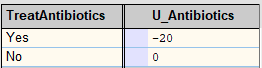 TreatAntibiotics U_Antibiotics
Yes -20
No 0